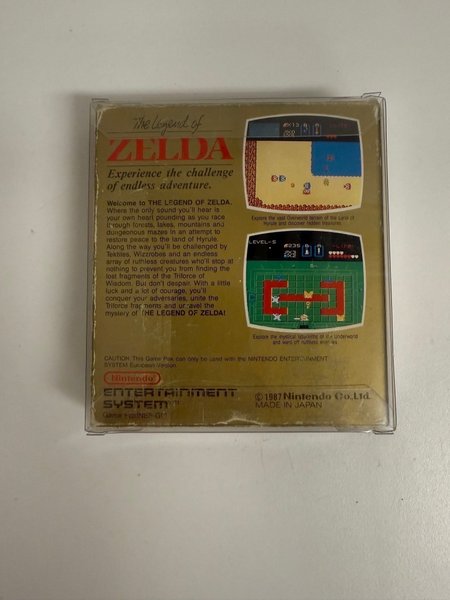 The Legend of
ZELDA
Experience the challenge
of endless adventure.
Welcome to THE LEGEND OF ZELDA.
Where the only sound you'll hear is
your own heart pounding as you race
through forests, lakes, mountains and
dungeonous mazes in an attempt to
restore peace to the land of Hyrule.
Along the way you'll be challenged by
Tektites, Wizzrobes and an endless
array of ruthless creatures who'll stop at
nothing to prevent you from finding the
lost fragments of the Triforce of
Wisdom. But don't despair. With a little
luck and a lot of courage, you'll
conquer your adversaries, unite the
Triforce fragments and unravel the
mystery of THE LEGEND OF ZELDA!
Explore the vast Overworld terrain of the Land of
Hyrule and discover hidden treasures.
LEVEL-5
Explore the mystical labyrinths of the Underworld
and ward off ruthless enemies.
CAUTION: This Game Pak can only be used with the NINTENDO ENTERTAINMENT
SYSTEM European Version.
Nintendo
ENTERTAINMENT
SYSTEM
© 1987 Nintendo Co., Ltd.
MADE IN JAPAN